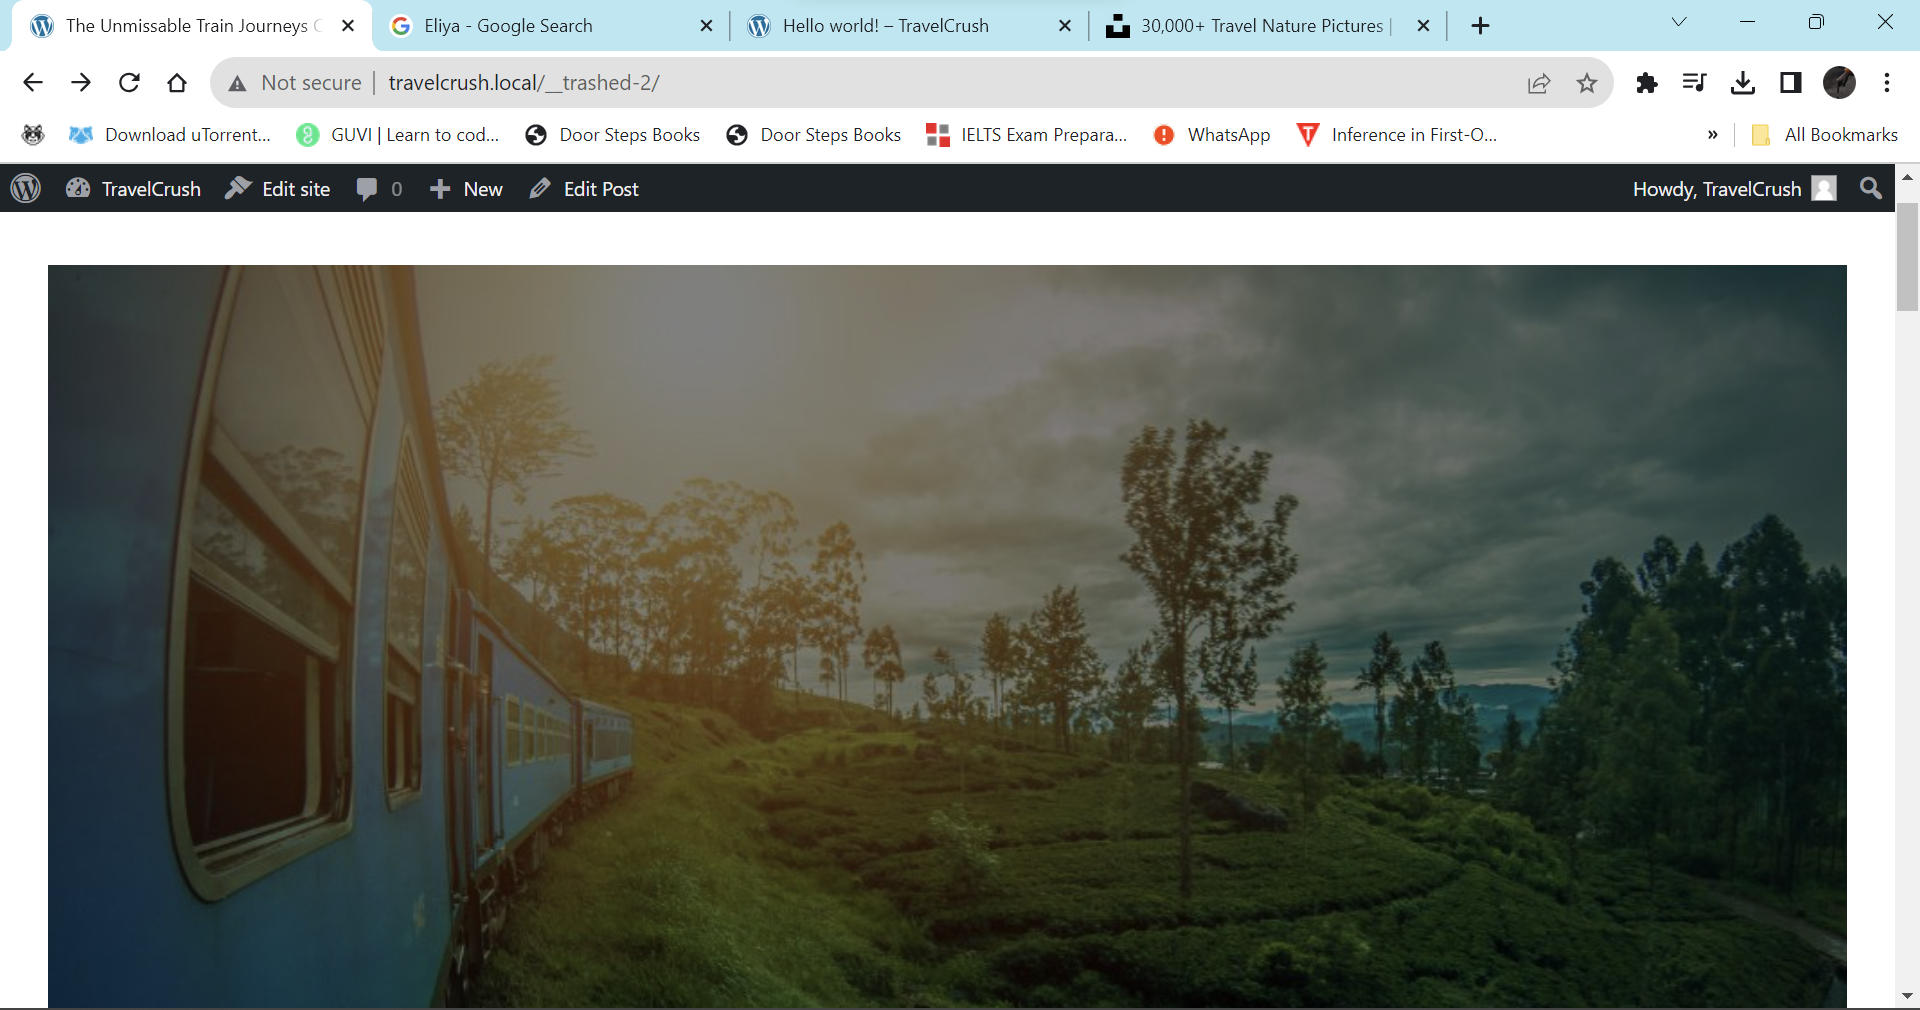 The Unmissable Train Journeys
Eliya - Google Search
Hello world! – TravelCrush
30,000+ Travel Nature Pictures |
Not secure
travelcrush.local/__trashed-2/
Download uTorrent...
GUVI | Learn to cod...
Door Steps Books
Door Steps Books
IELTS Exam Prepara...
WhatsApp
Inference in First-O...
»
All Bookmarks
TravelCrush
Edit site
0
New
Edit Post
Howdy, TravelCrush